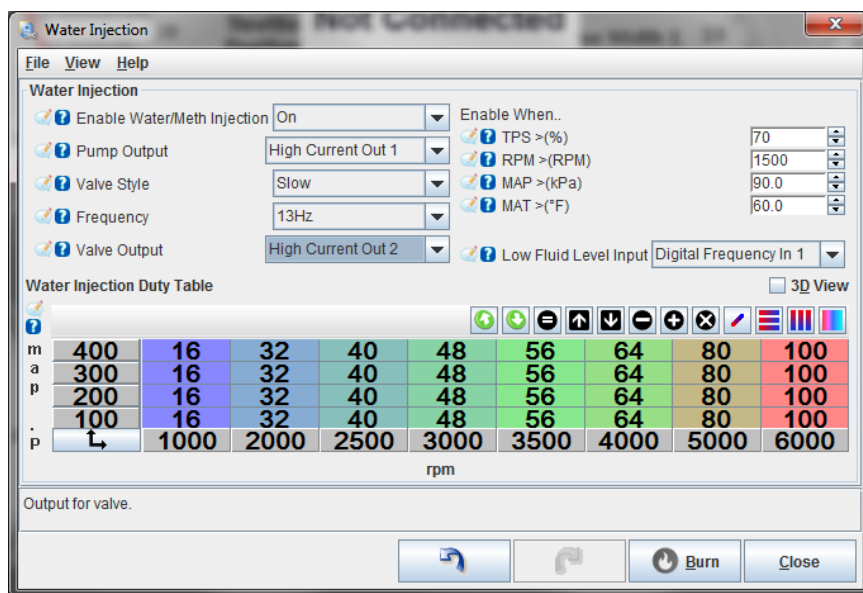 Not Connected
Water Injection
File View Help
Water Injection
Enable Water/Meth Injection On
Pump Output High Current Out 1
Valve Style Slow
Frequency 13Hz
Valve Output High Current Out 2
Enable When..
TPS >(%) 70
RPM >(RPM) 1500
MAP >(kPa) 90.0
MAT >(°F) 60.0
Low Fluid Level Input Digital Frequency In 1
Water Injection Duty Table 3D View
m
a
p
.
p
400 16 32 40 48 56 64 80 100
300 16 32 40 48 56 64 80 100
200 16 32 40 48 56 64 80 100
100 16 32 40 48 56 64 80 100
1000 2000 2500 3000 3500 4000 5000 6000
rpm
Output for valve.
Burn Close